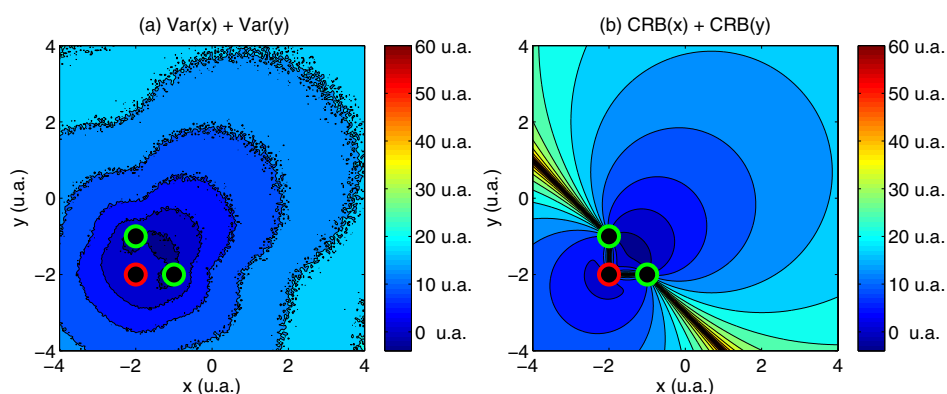 (a) Var(x) + Var(y)
4
2
0
−2
−4
y (u.a.)
−4
−2
0
2
4
x (u.a.)
60 u.a.
50 u.a.
40 u.a.
30 u.a.
20 u.a.
10 u.a.
0 u.a.
(b) CRB(x) + CRB(y)
4
2
0
−2
−4
y (u.a.)
−4
−2
0
2
4
x (u.a.)
60 u.a.
50 u.a.
40 u.a.
30 u.a.
20 u.a.
10 u.a.
0 u.a.